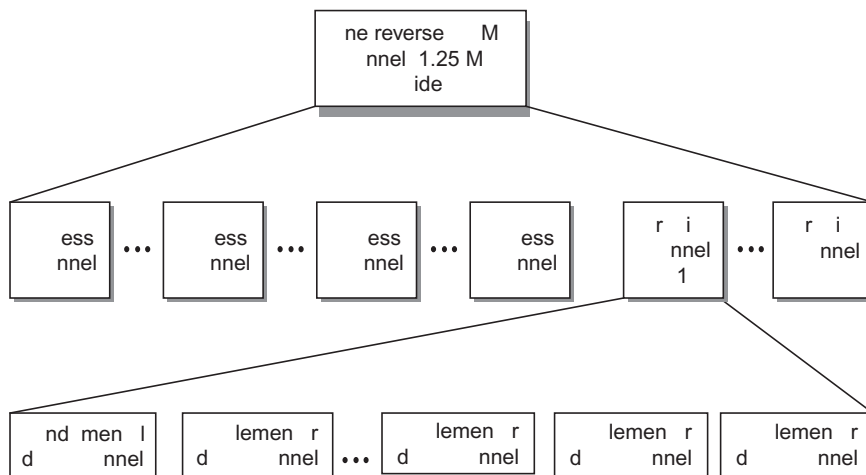 ne reverse M
nnel 1.25 M
ide
ess
nnel
ess
nnel
ess
nnel
ess
nnel
r i
nnel
1
r i
nnel
nd men l
d nnel
lemen r
d nnel
lemen r
d nnel
lemen r
d nnel
lemen r
d nnel